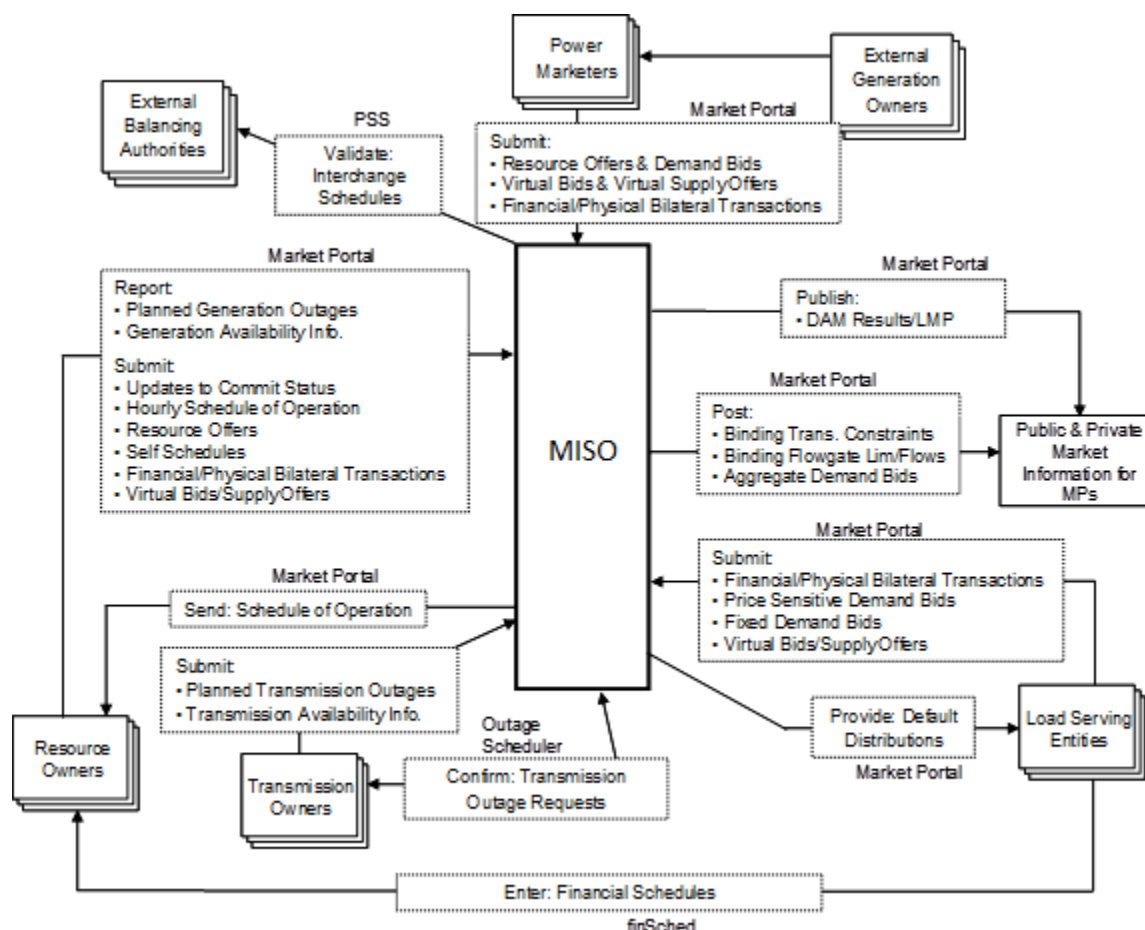 Power
Marketers
External
Generation
Owners
External
Balancing
Authorities
PSS
Validate:
Interchange
Schedules
Market Portal
Submit:
▪ Resource Offers & Demand Bids
▪ Virtual Bids & Virtual Supply Offers
▪ Financial/Physical Bilateral Transactions
Market Portal
Report:
▪ Planned Generation Outages
▪ Generation Availability Info.
Submit:
▪ Updates to Commit Status
▪ Hourly Schedule of Operation
▪ Resource Offers
▪ Self Schedules
▪ Financial/Physical Bilateral Transactions
▪ Virtual Bids/Supply Offers
MISO
Market Portal
Publish:
▪ DAM Results/LMP
Market Portal
Post:
▪ Binding Trans. Constraints
▪ Binding Flowgate Lim/Flows
▪ Aggregate Demand Bids
Public & Private
Market
Information for
MPs
Market Portal
Submit:
▪ Financial/Physical Bilateral Transactions
▪ Price Sensitive Demand Bids
▪ Fixed Demand Bids
▪ Virtual Bids/Supply Offers
Market Portal
Send: Schedule of Operation
Submit:
▪ Planned Transmission Outages
▪ Transmission Availability Info.
Resource
Owners
Transmission
Owners
Outage
Scheduler
Confirm: Transmission
Outage Requests
Provide: Default
Distributions
Market Portal
Load Serving
Entities
Enter: Financial Schedules
finSched